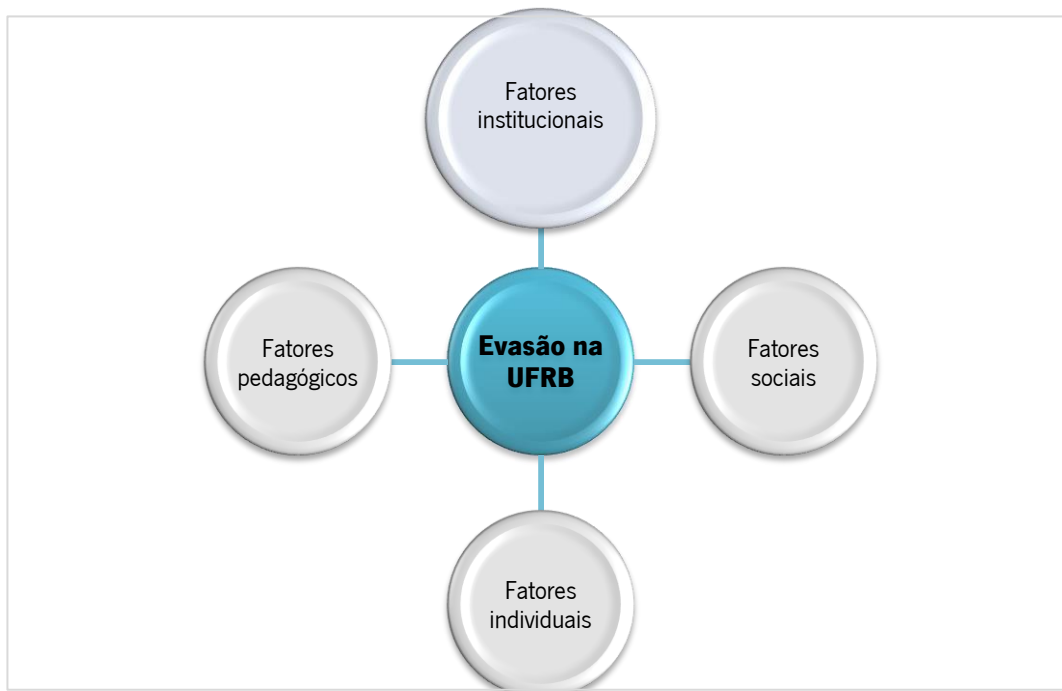 Fatores
institucionais
Fatores
pedagógicos
Evasão na
UFRB
Fatores
sociais
Fatores
individuais